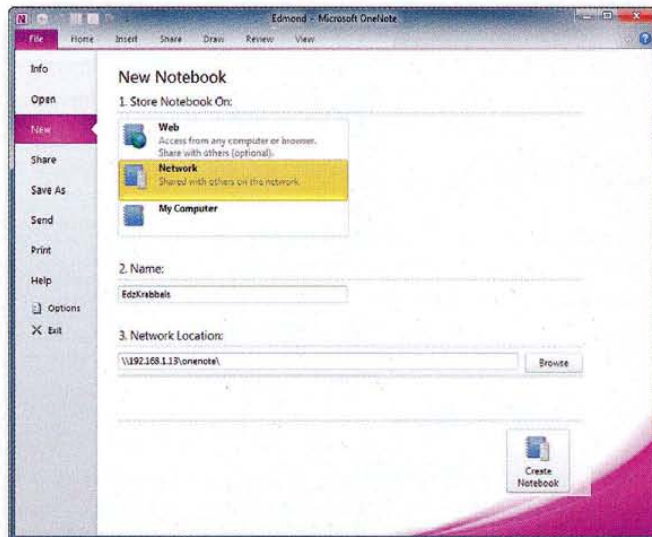 Edmond - Microsoft OneNote
File Home Insert Share Draw Review View
Info
Open
New
Share
Save As
Send
Print
Help
Options
Exit
New Notebook
1. Store Notebook On:
Web
Access from any computer or browser.
Share with others (optional).
Network
Shared with others on the network.
My Computer
2. Name:
EdzKrabbels
3. Network Location:
\\192.168.1.13\onenote\
Browse
Create
Notebook